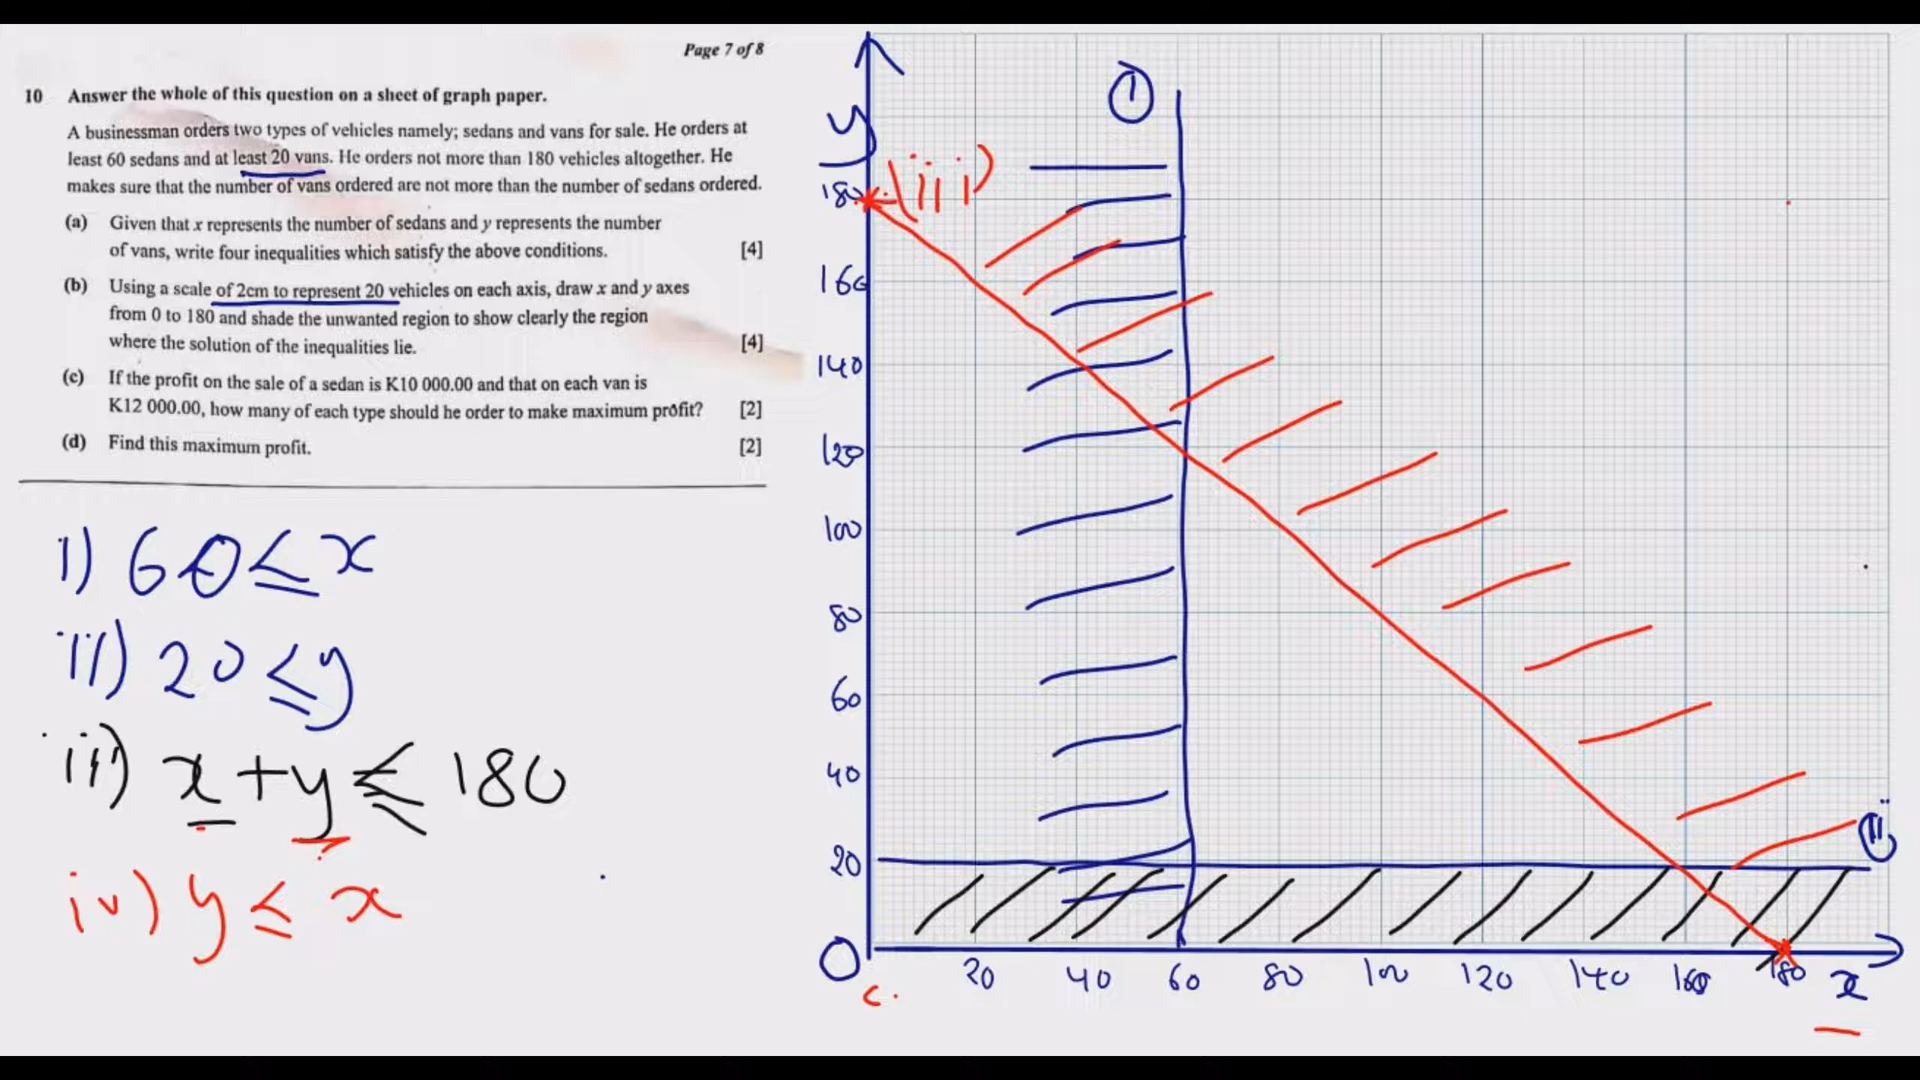 Page 7 of 8
10 Answer the whole of this question on a sheet of graph paper.
A businessman orders two types of vehicles namely; sedans and vans for sale. He orders at
least 60 sedans and at least 20 vans. He orders not more than 180 vehicles altogether. He
makes sure that the number of vans ordered are not more than the number of sedans ordered.
(a) Given that x represents the number of sedans and y represents the number
of vans, write four inequalities which satisfy the above conditions. [4]
(b) Using a scale of 2cm to represent 20 vehicles on each axis, draw x and y axes
from 0 to 180 and shade the unwanted region to show clearly the region
where the solution of the inequalities lie. [4]
(c) If the profit on the sale of a sedan is K10 000.00 and that on each van is
K12 000.00, how many of each type should he order to make maximum profit? [2]
(d) Find this maximum profit. [2]
i) 60 ≤ x
ii) 20 ≤ y
iii) x + y ≤ 180
iv) y ≤ x
y
(i)
(iii)
180
160
140
120
100
80
60
40
20
(ii)
0
20 40 60 80 100 120 140 160 180 x
c.